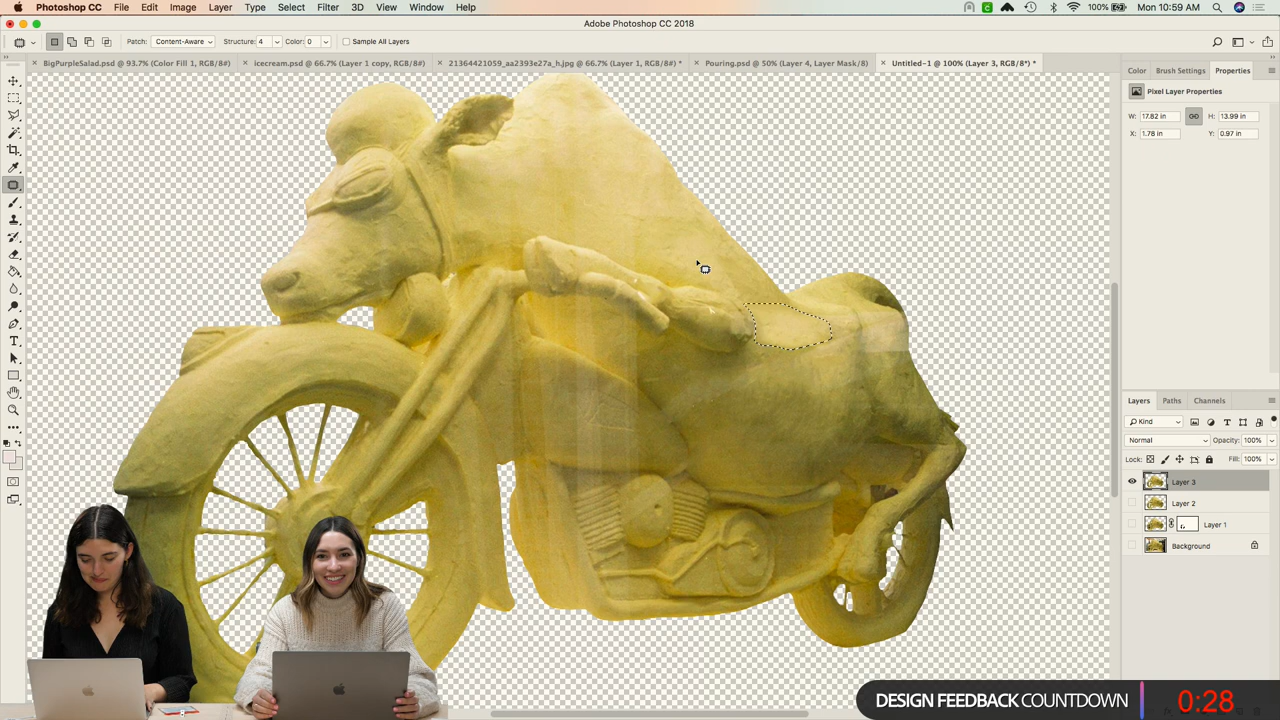 Photoshop CC File Edit Image Layer Type Select Filter 3D View Window Help
100% Mon 10:59 AM
Adobe Photoshop CC 2018
Patch: Content-Aware Structure: 4 Color: 0 Sample All Layers
BigPurpleSalad.psd @ 93.7% (Color Fill 1, RGB/8#)
icecream.psd @ 66.7% (Layer 1 copy, RGB/8#)
21364421059_aa2393e27a_h.jpg @ 66.7% (Layer 1, RGB/8#) *
Pouring.psd @ 50% (Layer 4, Layer Mask/8)
Untitled-1 @ 100% (Layer 3, RGB/8#) *
Color Brush Settings Properties
Pixel Layer Properties
W: 17.82 in H: 13.99 in
X: 1.78 in Y: 0.97 in
Layers Paths Channels
Kind
Normal Opacity: 100%
Lock: Fill: 100%
Layer 3
Layer 2
Layer 1
Background
DESIGN FEEDBACK COUNTDOWN 0:28